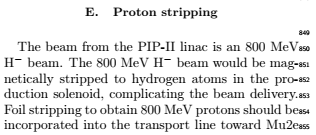 E. Proton stripping
849
The beam from the PIP-II linac is an 800 MeV 850
H⁻ beam. The 800 MeV H⁻ beam would be mag- 851
netically stripped to hydrogen atoms in the pro- 852
duction solenoid, complicating the beam delivery. 853
Foil stripping to obtain 800 MeV protons should be 854
incorporated into the transport line toward Mu2e 855